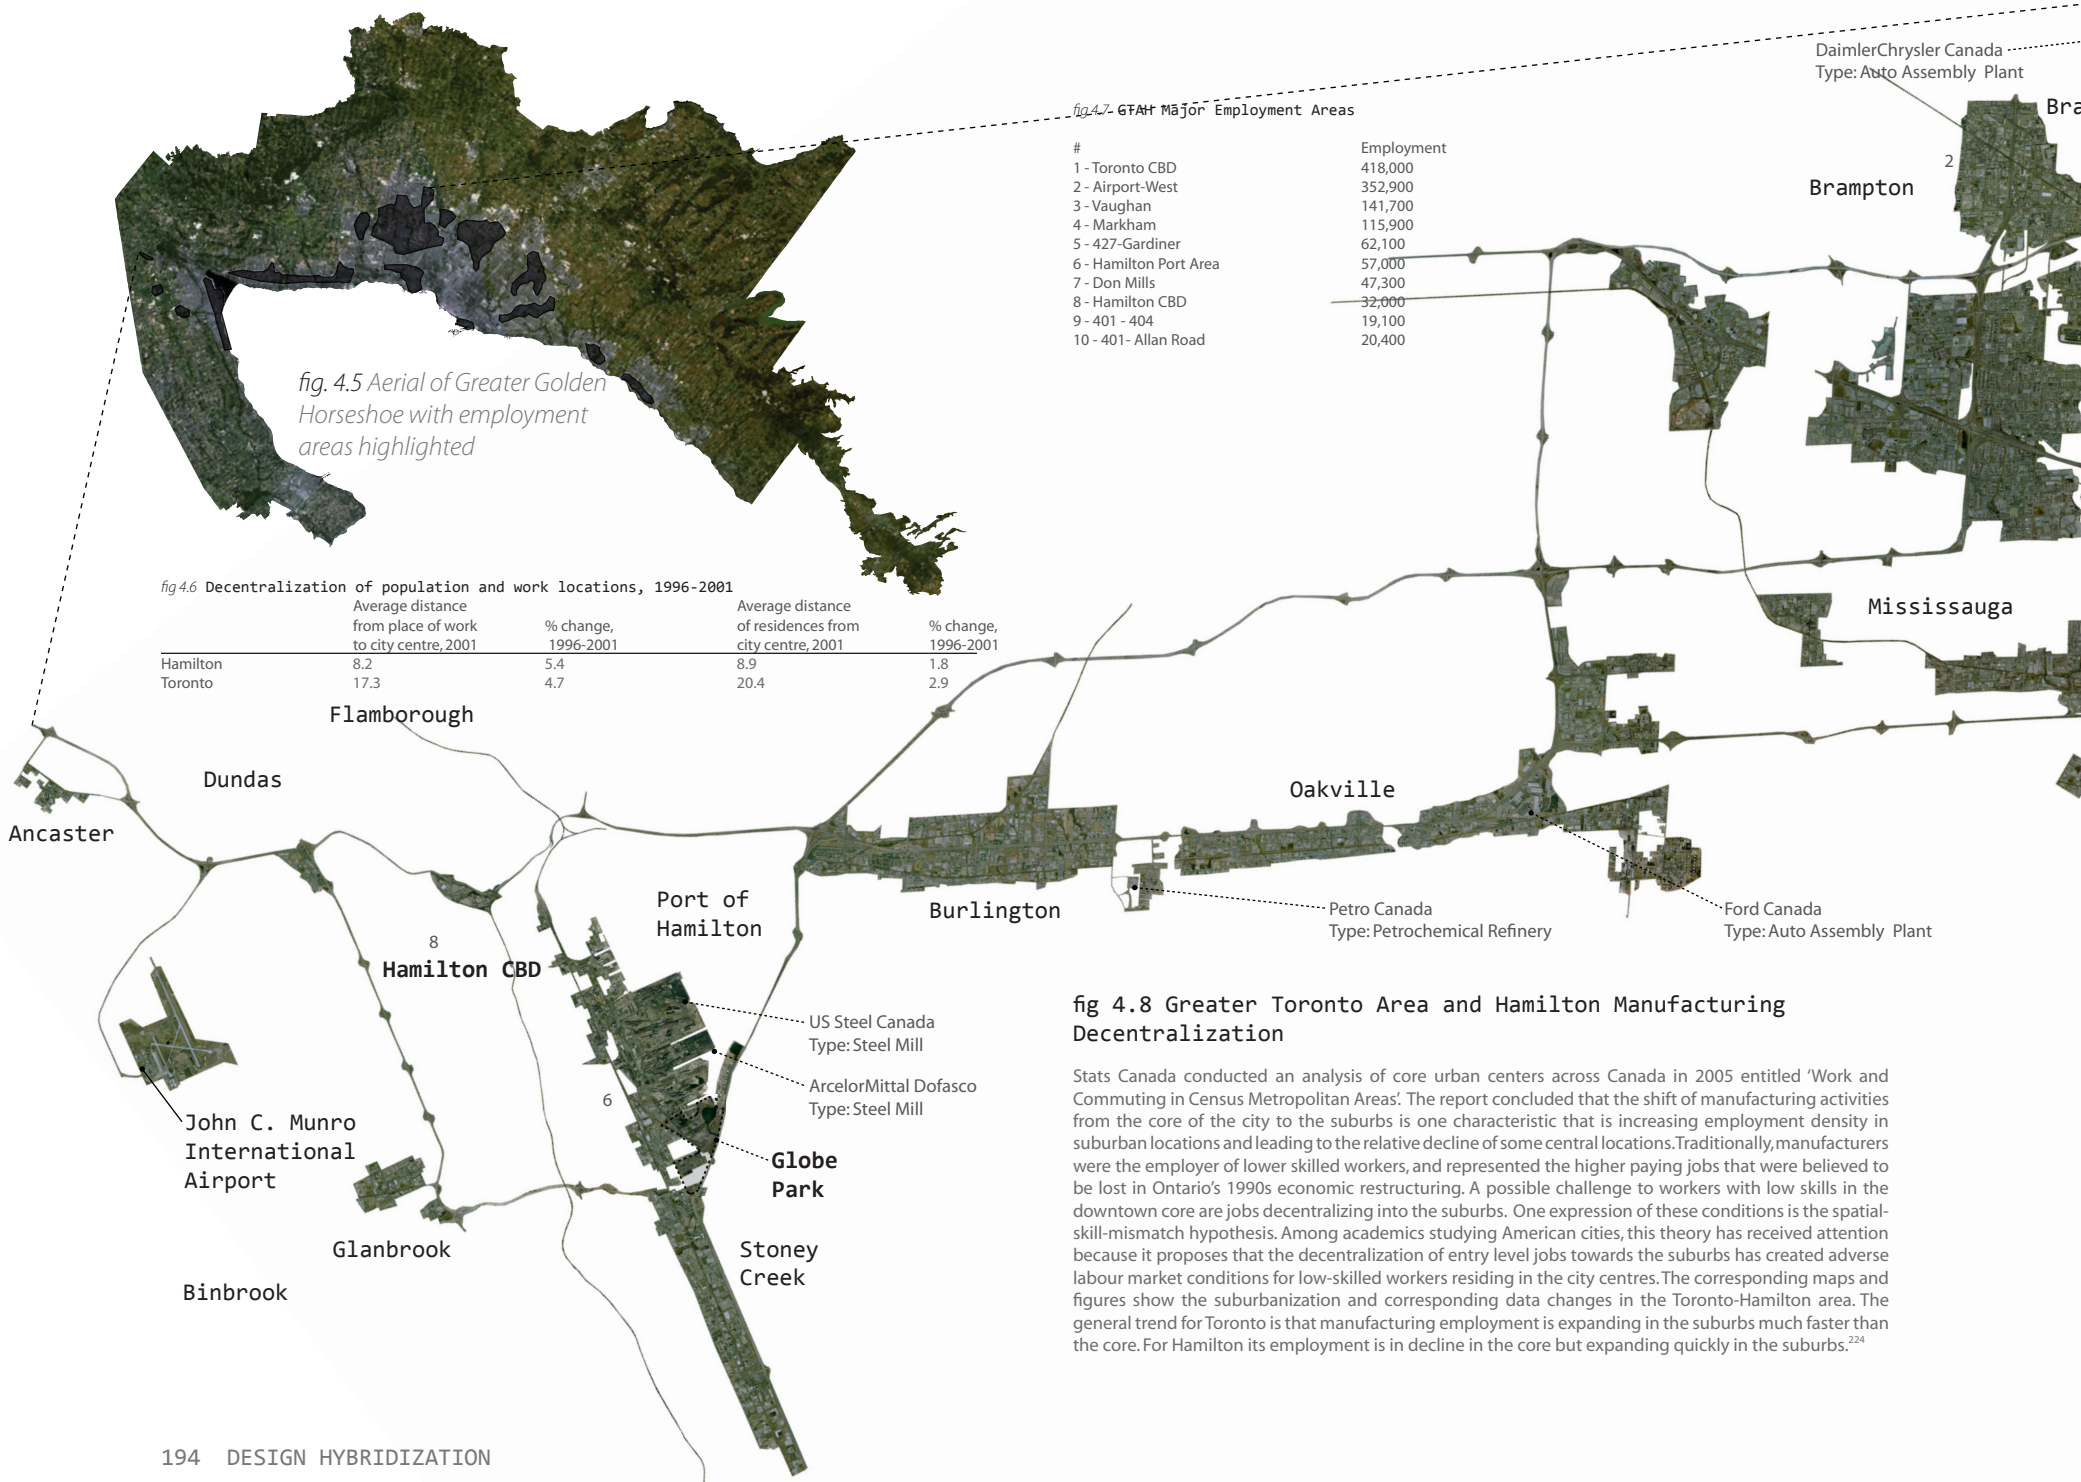 DaimlerChrysler Canada
Type: Auto Assembly Plant
Bra
2
Brampton
fig 4.7 GTAH Major Employment Areas
# Employment
1 - Toronto CBD 418,000
2 - Airport-West 352,900
3 - Vaughan 141,700
4 - Markham 115,900
5 - 427-Gardiner 62,100
6 - Hamilton Port Area 57,000
7 - Don Mills 47,300
8 - Hamilton CBD 32,000
9 - 401 - 404 19,100
10 - 401- Allan Road 20,400
fig. 4.5 Aerial of Greater Golden
Horseshoe with employment
areas highlighted
fig 4.6 Decentralization of population and work locations, 1996-2001
Average distance Average distance
from place of work % change, of residences from % change,
to city centre, 2001 1996-2001 city centre, 2001 1996-2001
Hamilton 8.2 5.4 8.9 1.8
Toronto 17.3 4.7 20.4 2.9
Mississauga
Flamborough
Dundas
Ancaster
Oakville
Port of
Hamilton
Burlington
Petro Canada
Type: Petrochemical Refinery
Ford Canada
Type: Auto Assembly Plant
8
Hamilton CBD
US Steel Canada
Type: Steel Mill
ArcelorMittal Dofasco
Type: Steel Mill
6
John C. Munro
International
Airport
Globe
Park
Glanbrook
Stoney
Creek
Binbrook
fig 4.8 Greater Toronto Area and Hamilton Manufacturing
Decentralization
Stats Canada conducted an analysis of core urban centers across Canada in 2005 entitled ‘Work and
Commuting in Census Metropolitan Areas’. The report concluded that the shift of manufacturing activities
from the core of the city to the suburbs is one characteristic that is increasing employment density in
suburban locations and leading to the relative decline of some central locations. Traditionally, manufacturers
were the employer of lower skilled workers, and represented the higher paying jobs that were believed to
be lost in Ontario’s 1990s economic restructuring. A possible challenge to workers with low skills in the
downtown core are jobs decentralizing into the suburbs. One expression of these conditions is the spatial-
skill-mismatch hypothesis. Among academics studying American cities, this theory has received attention
because it proposes that the decentralization of entry level jobs towards the suburbs has created adverse
labour market conditions for low-skilled workers residing in the city centres. The corresponding maps and
figures show the suburbanization and corresponding data changes in the Toronto-Hamilton area. The
general trend for Toronto is that manufacturing employment is expanding in the suburbs much faster than
the core. For Hamilton its employment is in decline in the core but expanding quickly in the suburbs.224
194 DESIGN HYBRIDIZATION